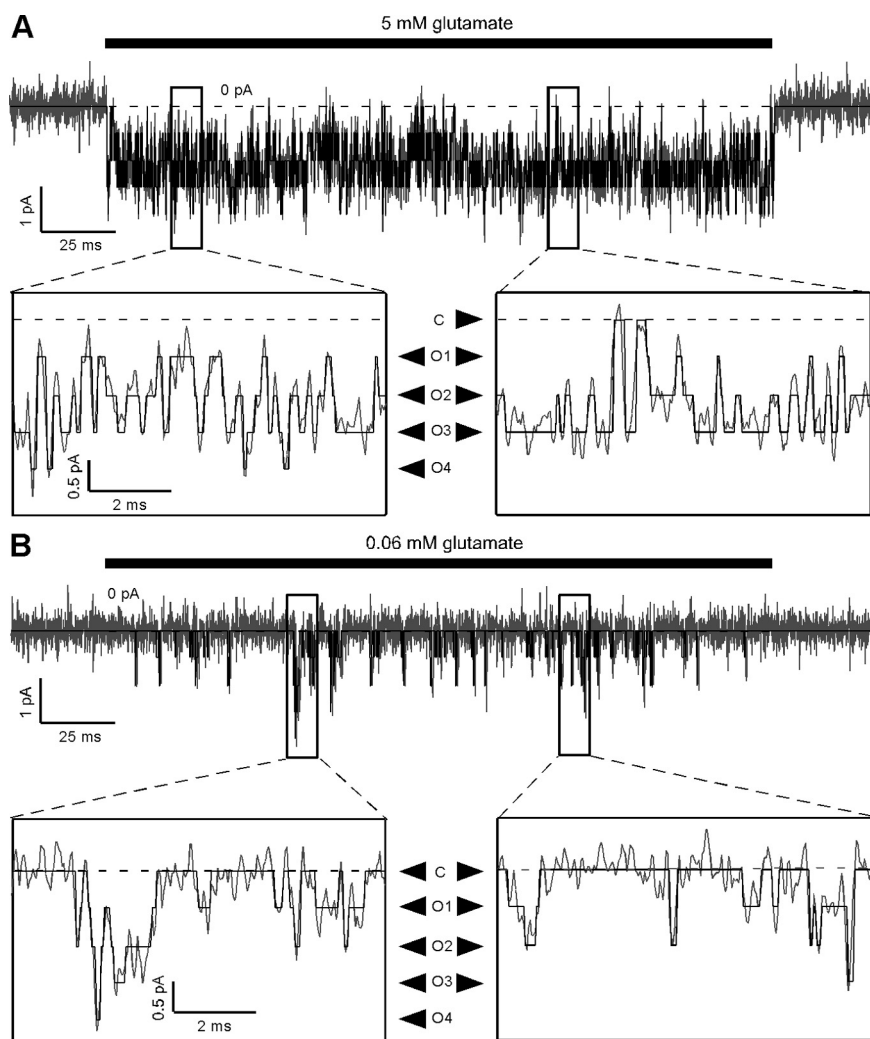 A
5 mM glutamate
0 pA
1 pA
25 ms
C
O1
O2
O3
O4
0.5 pA
2 ms
B
0.06 mM glutamate
0 pA
1 pA
25 ms
C
O1
O2
O3
O4
0.5 pA
2 ms